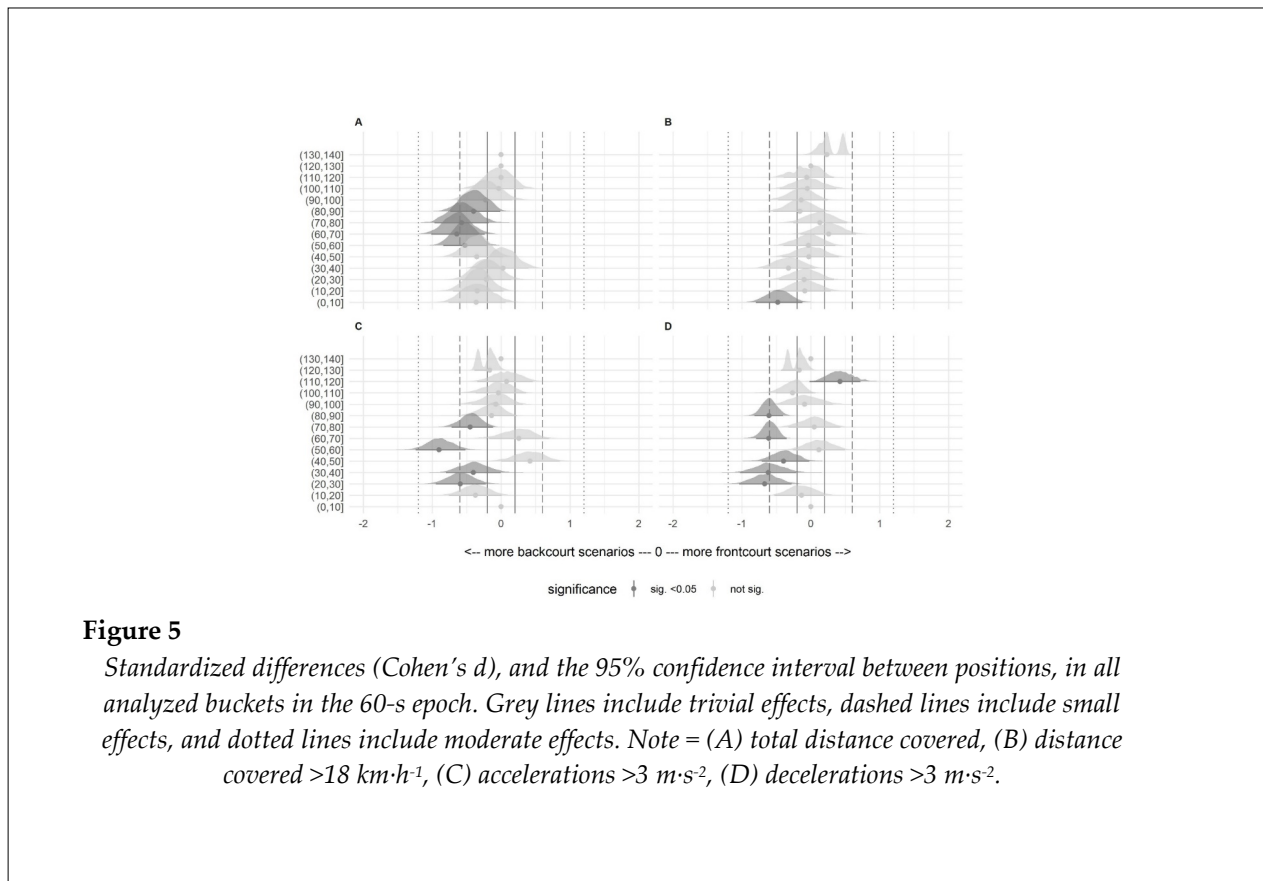 A B
(130,140]
(120,130]
(110,120]
(100,110]
(90,100]
(80,90]
(70,80]
(60,70]
(50,60]
(40,50]
(30,40]
(20,30]
(10,20]
(0,10]
C D
(130,140]
(120,130]
(110,120]
(100,110]
(90,100]
(80,90]
(70,80]
(60,70]
(50,60]
(40,50]
(30,40]
(20,30]
(10,20]
(0,10]
-2 -1 0 1 2 -2 -1 0 1 2
<-- more backcourt scenarios --- 0 --- more frontcourt scenarios -->
significance sig. <0.05 not sig.
Figure 5
Standardized differences (Cohen's d), and the 95% confidence interval between positions, in all
analyzed buckets in the 60-s epoch. Grey lines include trivial effects, dashed lines include small
effects, and dotted lines include moderate effects. Note = (A) total distance covered, (B) distance
covered >18 km·h⁻¹, (C) accelerations >3 m·s⁻², (D) decelerations >3 m·s⁻².